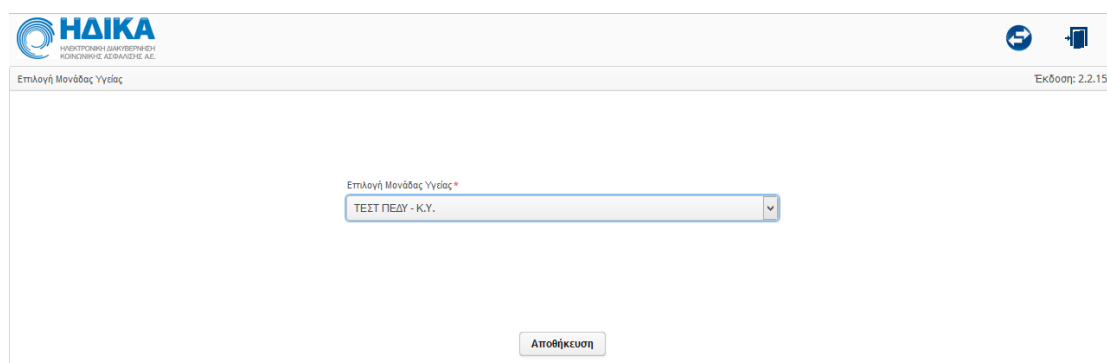 ΗΔΙΚΑ
ΗΛΕΚΤΡΟΝΙΚΗ ΔΙΑΚΥΒΕΡΝΗΣΗ
ΚΟΙΝΩΝΙΚΗΣ ΑΣΦΑΛΙΣΗΣ Α.Ε.
Επιλογή Μονάδας Υγείας
Έκδοση: 2.2.15
Επιλογή Μονάδας Υγείας *
ΤΕΣΤ ΠΕΔΥ - Κ.Υ.
Αποθήκευση